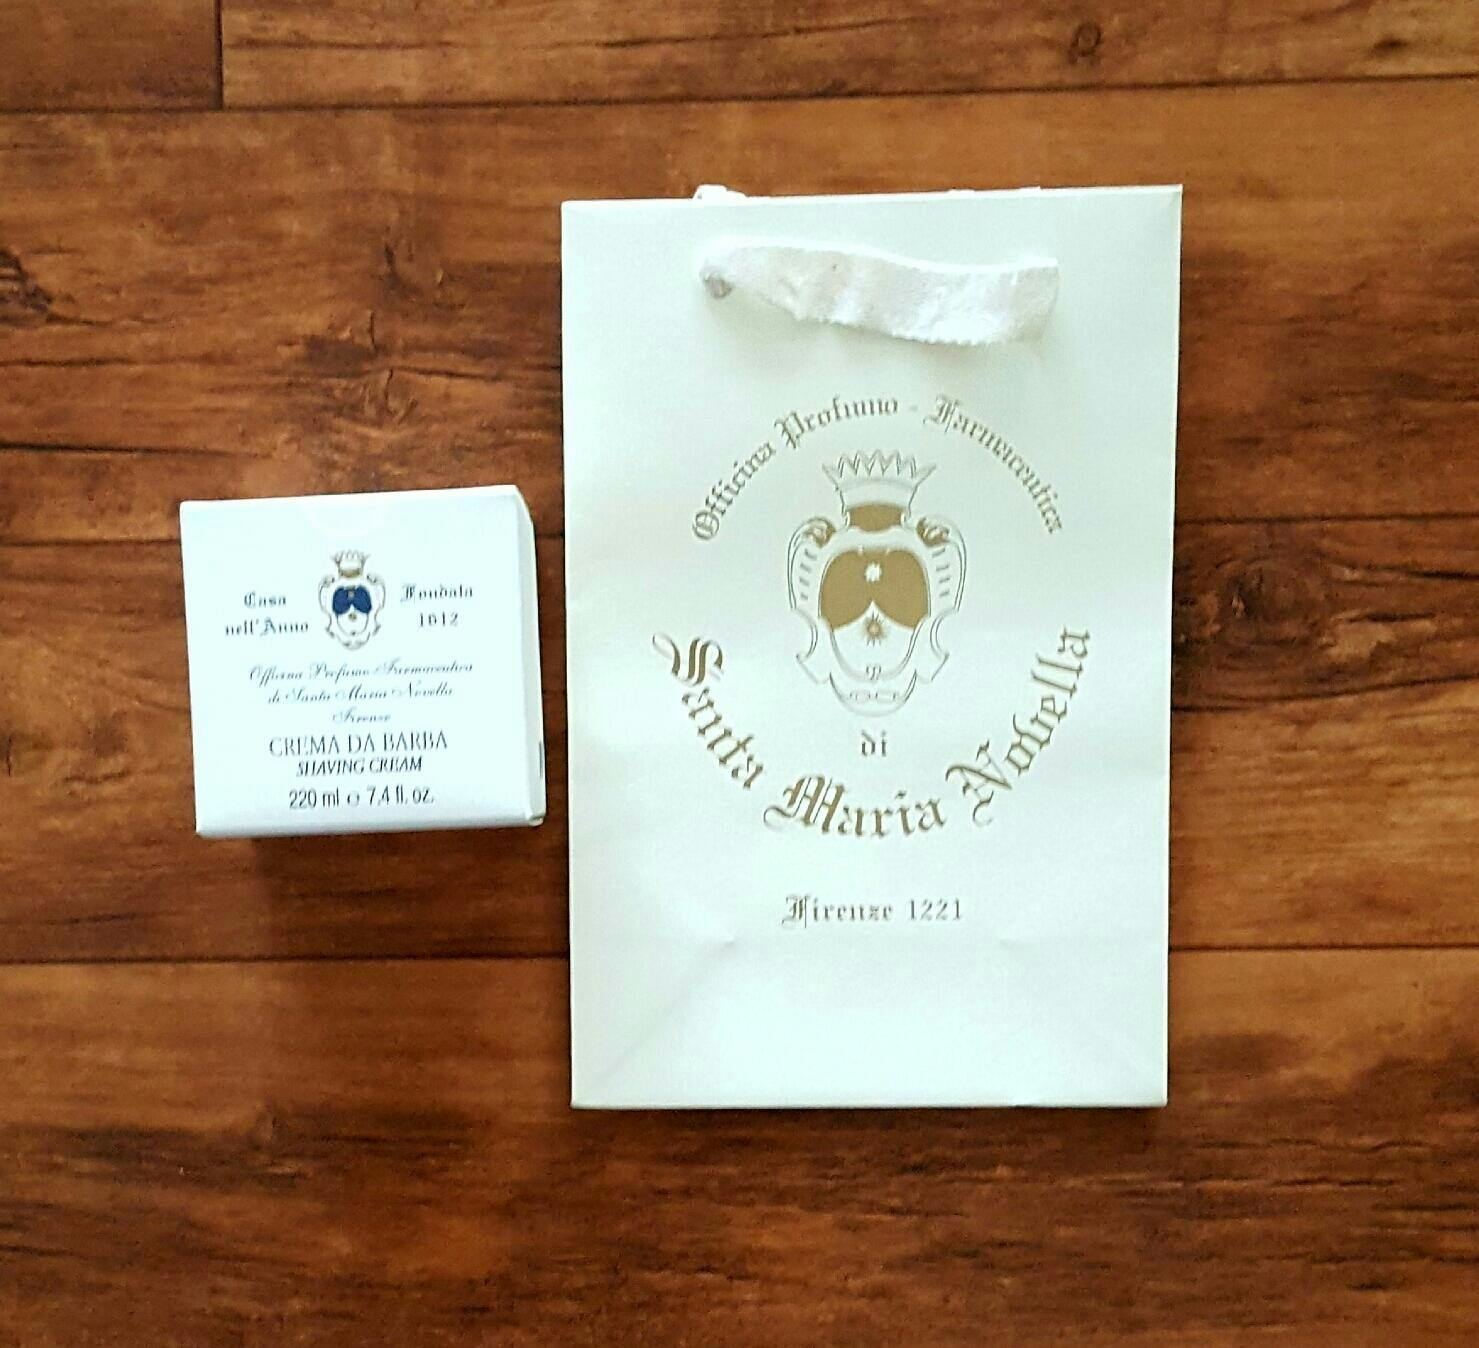 Casa Fondata
nell'Anno 1612
Officina Profumo-Farmaceutica
di Santa Maria Novella
Firenze
CREMA DA BARBA
SHAVING CREAM
220 ml ℮ 7,4 fl. oz.
Officina Profumo - Farmaceutica
di
Santa Maria Novella
Firenze 1221